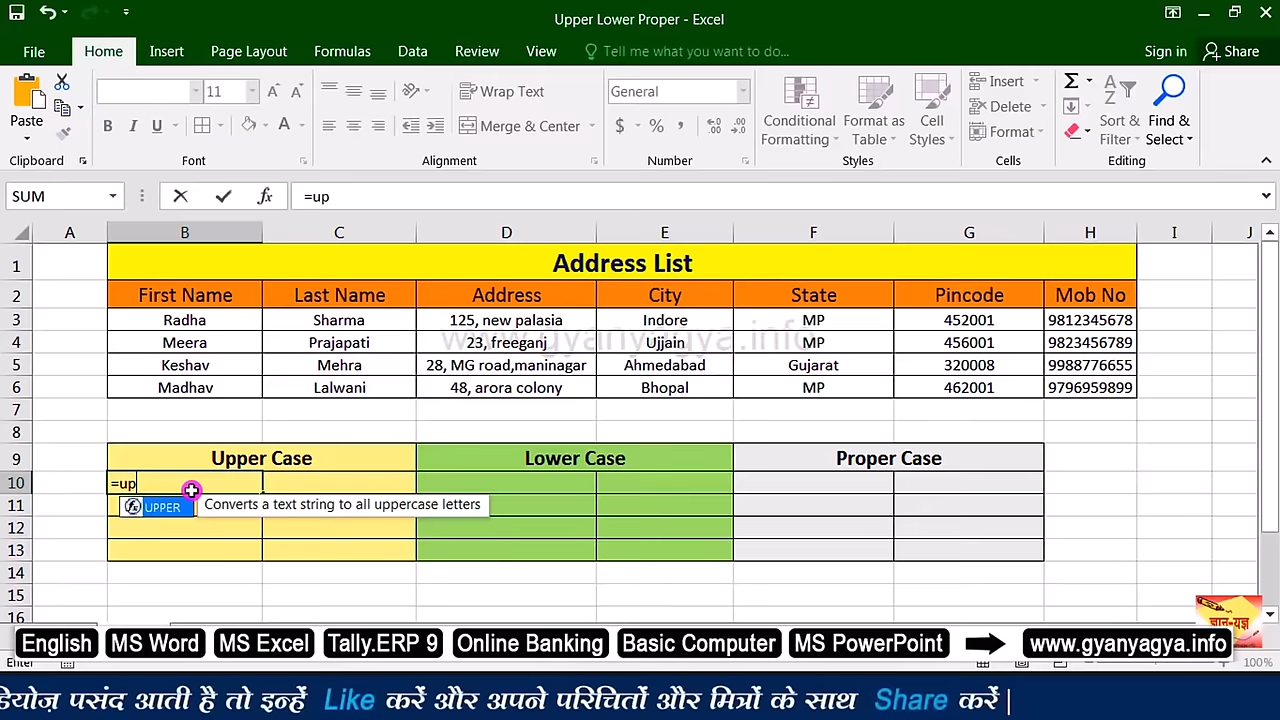 Upper Lower Proper - Excel
File Home Insert Page Layout Formulas Data Review View Tell me what you want to do... Sign in Share
Paste 11 Wrap Text General Conditional Formatting Format as Table Cell Styles Insert Σ Sort & Filter Find & Select
B I U Merge & Center $ % , Delete
Format
Clipboard Font Alignment Number Styles Cells Editing
SUM fx =up
A B C D E F G H I J
1 Address List
2 First Name Last Name Address City State Pincode Mob No
3 Radha Sharma 125, new palasia Indore MP 452001 9812345678
www.gyanyagya.info
4 Meera Prajapati 23, freeganj Ujjain MP 456001 9823456789
5 Keshav Mehra 28, MG road,maninagar Ahmedabad Gujarat 320008 9988776655
6 Madhav Lalwani 48, arora colony Bhopal MP 462001 9796959899
7
8
9 Upper Case Lower Case Proper Case
10 =up
11 UPPER Converts a text string to all uppercase letters
12
13
14
15
16
ज्ञान-यज्ञ
English MS Word MS Excel Tally.ERP 9 Online Banking Basic Computer MS PowerPoint www.gyanyagya.info
Enter 100%
डियोज़ पसंद आती है तो इन्हें Like करें और अपने परिचितों और मित्रों के साथ Share करें |